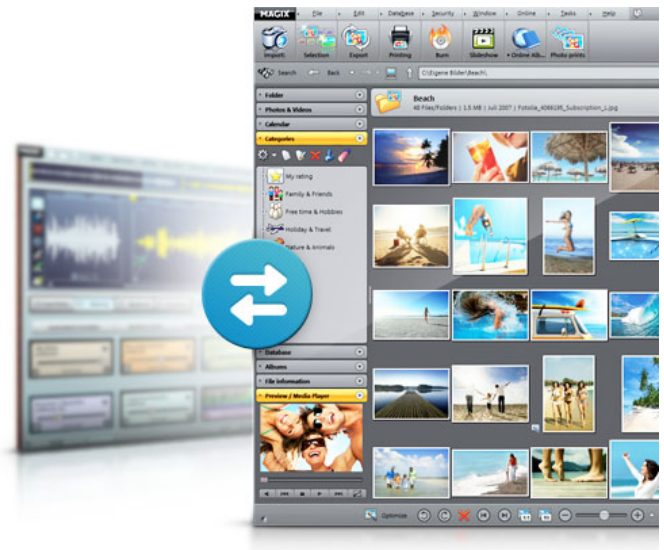 MAGIX File Edit Database Security Window Online Tasks Help
Import Selection Export Printing Burn Slideshow Online Alb... Photo prints
Search Back C:\Eigene Bilder\Beach\
Folder
Photos & Videos
Calendar
Categories
My rating
Family & Friends
Free time & Hobbies
Holiday & Travel
Nature & Animals
Database
Albums
File information
Preview / Media Player
Beach
40 Files/Folders | 1.5 MB | Juli 2007 | Fotolia_4066195_Subscription_L.jpg
Optimize